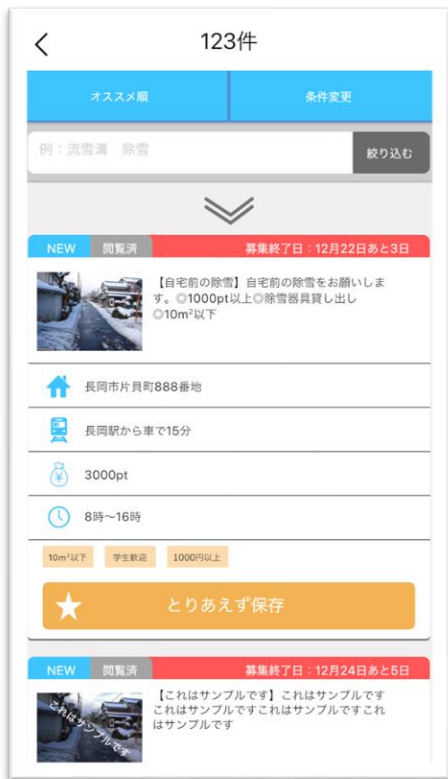 123件
オススメ順 条件変更
例：流雪溝 除雪 絞り込む
NEW 閲覧済 募集終了日：12月22日あと3日
【自宅前の除雪】自宅前の除雪をお願いしま
す。◎1000pt以上◎除雪器具貸し出し
◎10m²以下
長岡市片貝町888番地
長岡駅から車で15分
3000pt
8時〜16時
10m²以下 学生歓迎 1000円以上
とりあえず保存
NEW 閲覧済 募集終了日：12月24日あと5日
これはサンプルです
【これはサンプルです】これはサンプルです
これはサンプルですこれはサンプルですこれ
はサンプルです